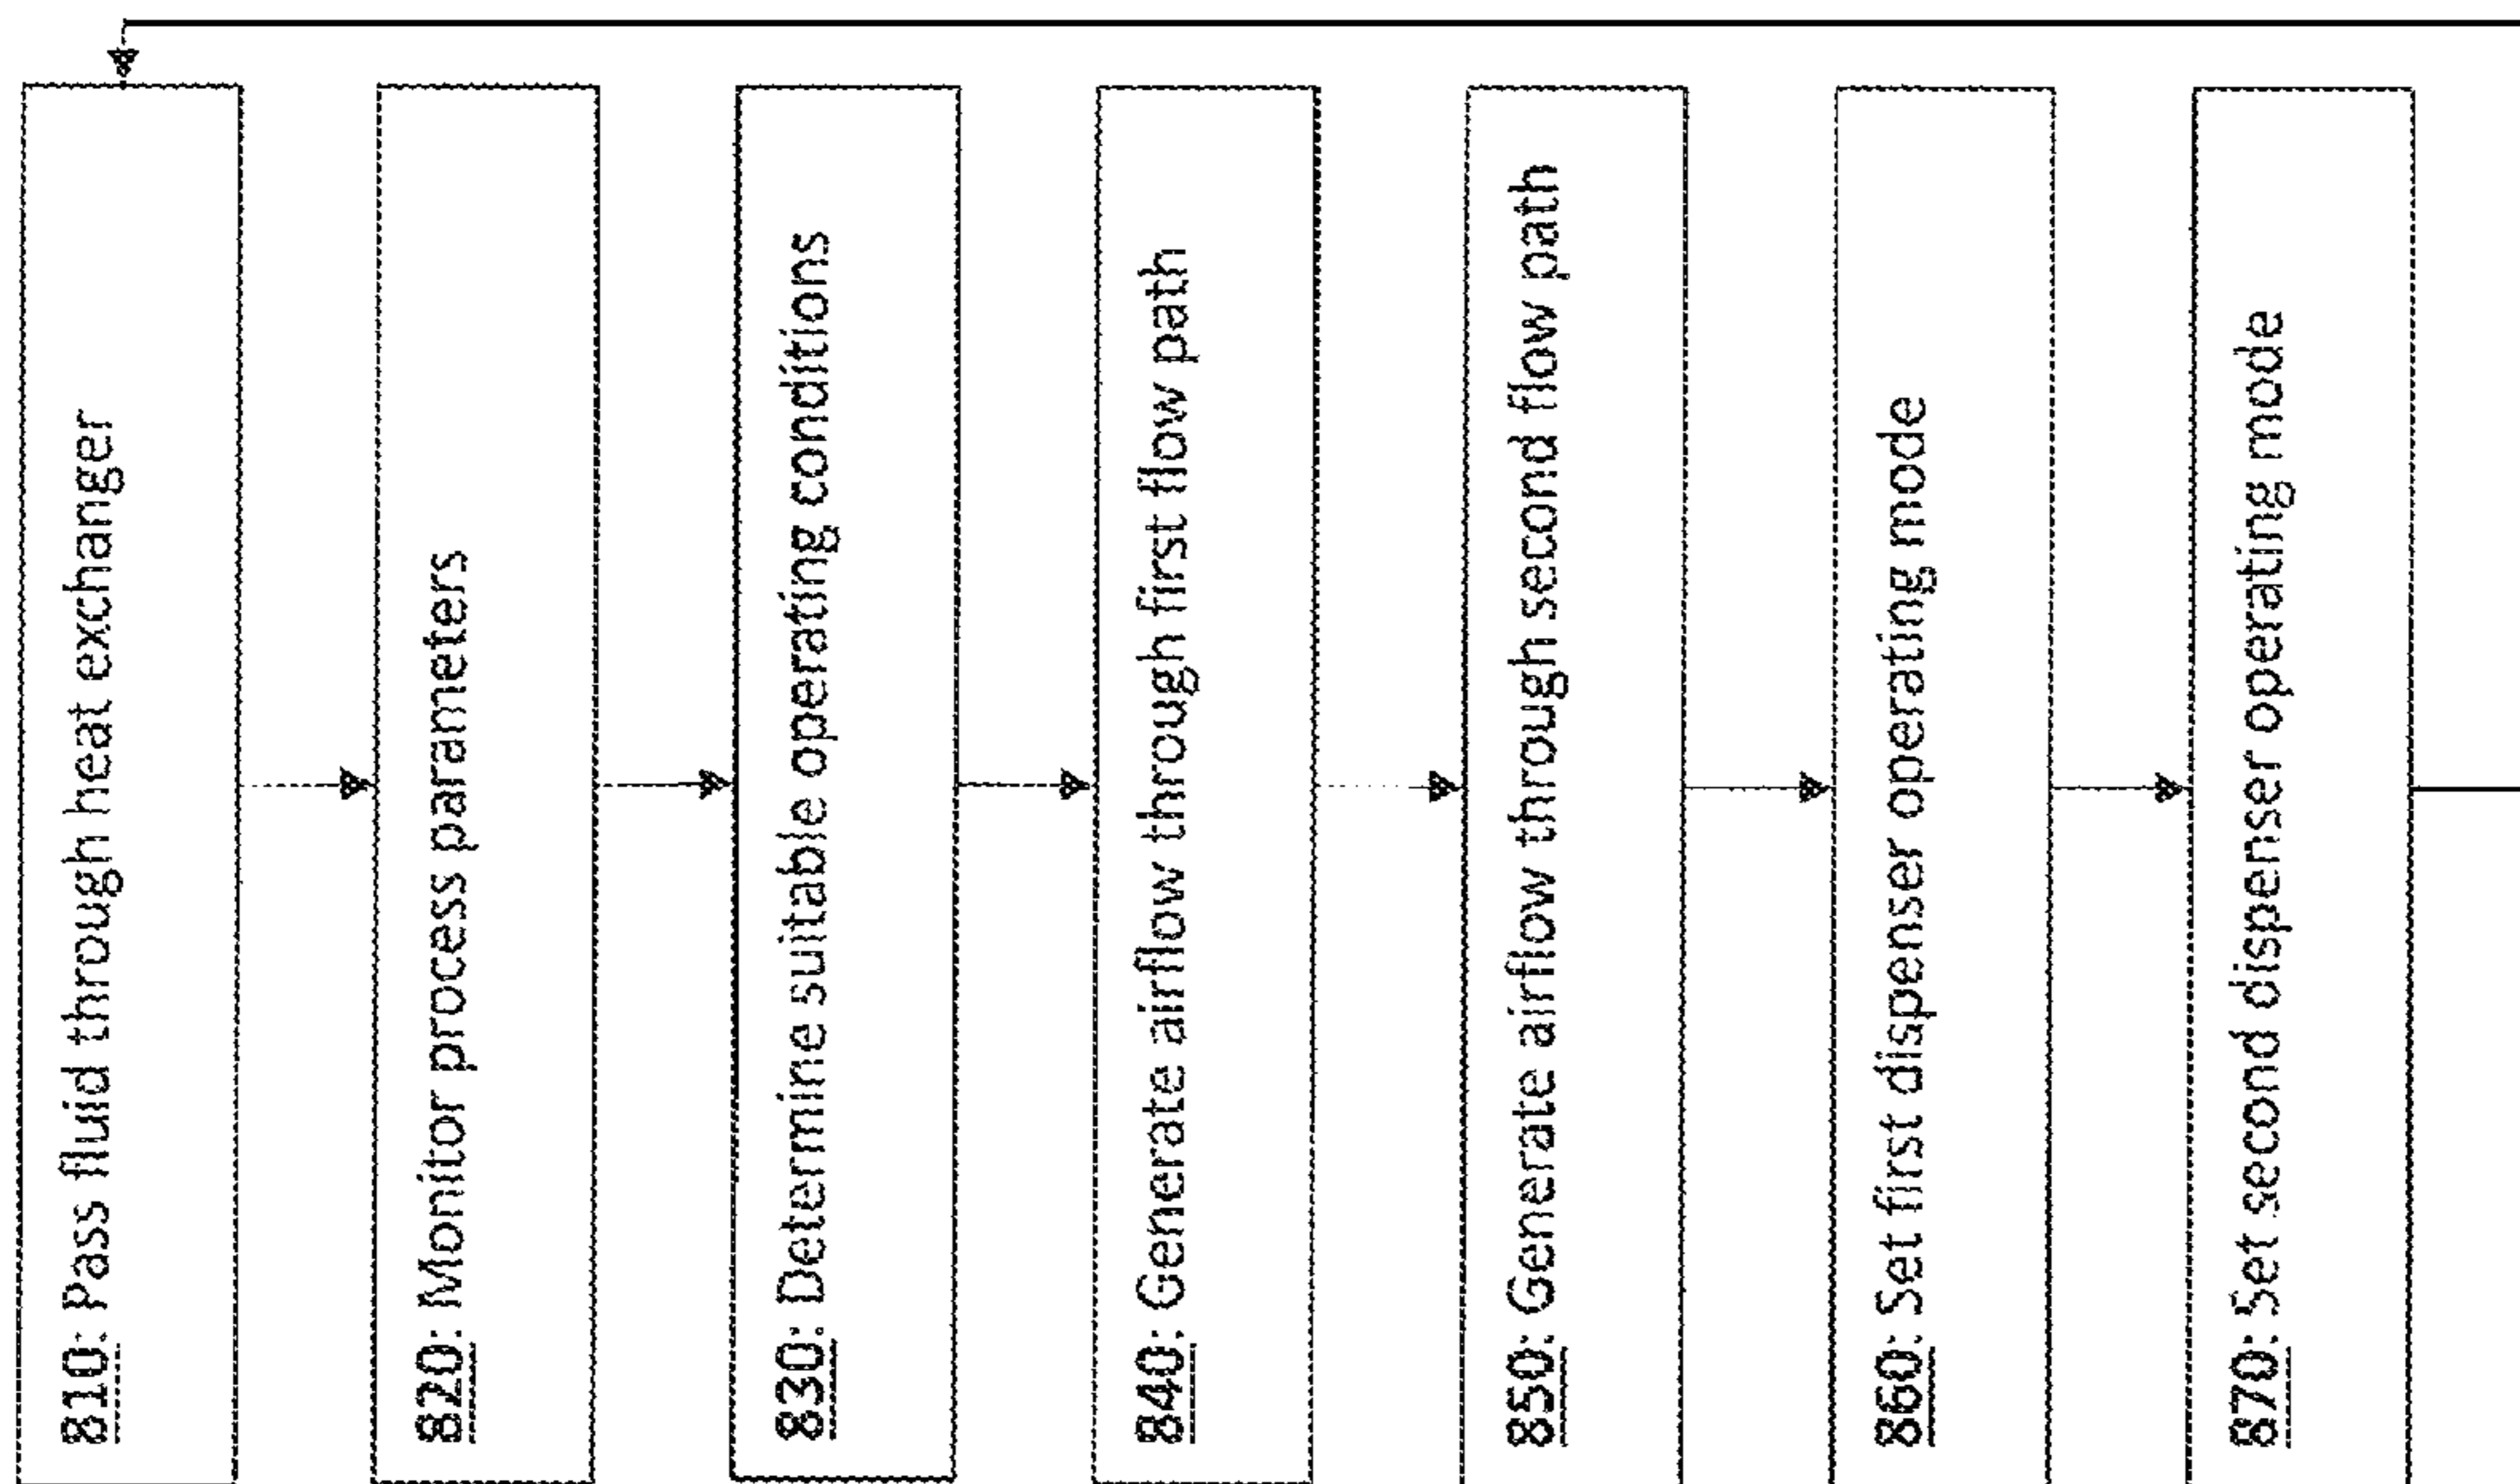 810: Pass fluid through heat exchanger
820: Monitor process parameters
830: Determine suitable operating conditions
840: Generate airflow through first flow path
850: Generate airflow through second flow path
860: Set first dispenser operating mode
870: Set second dispenser operating mode